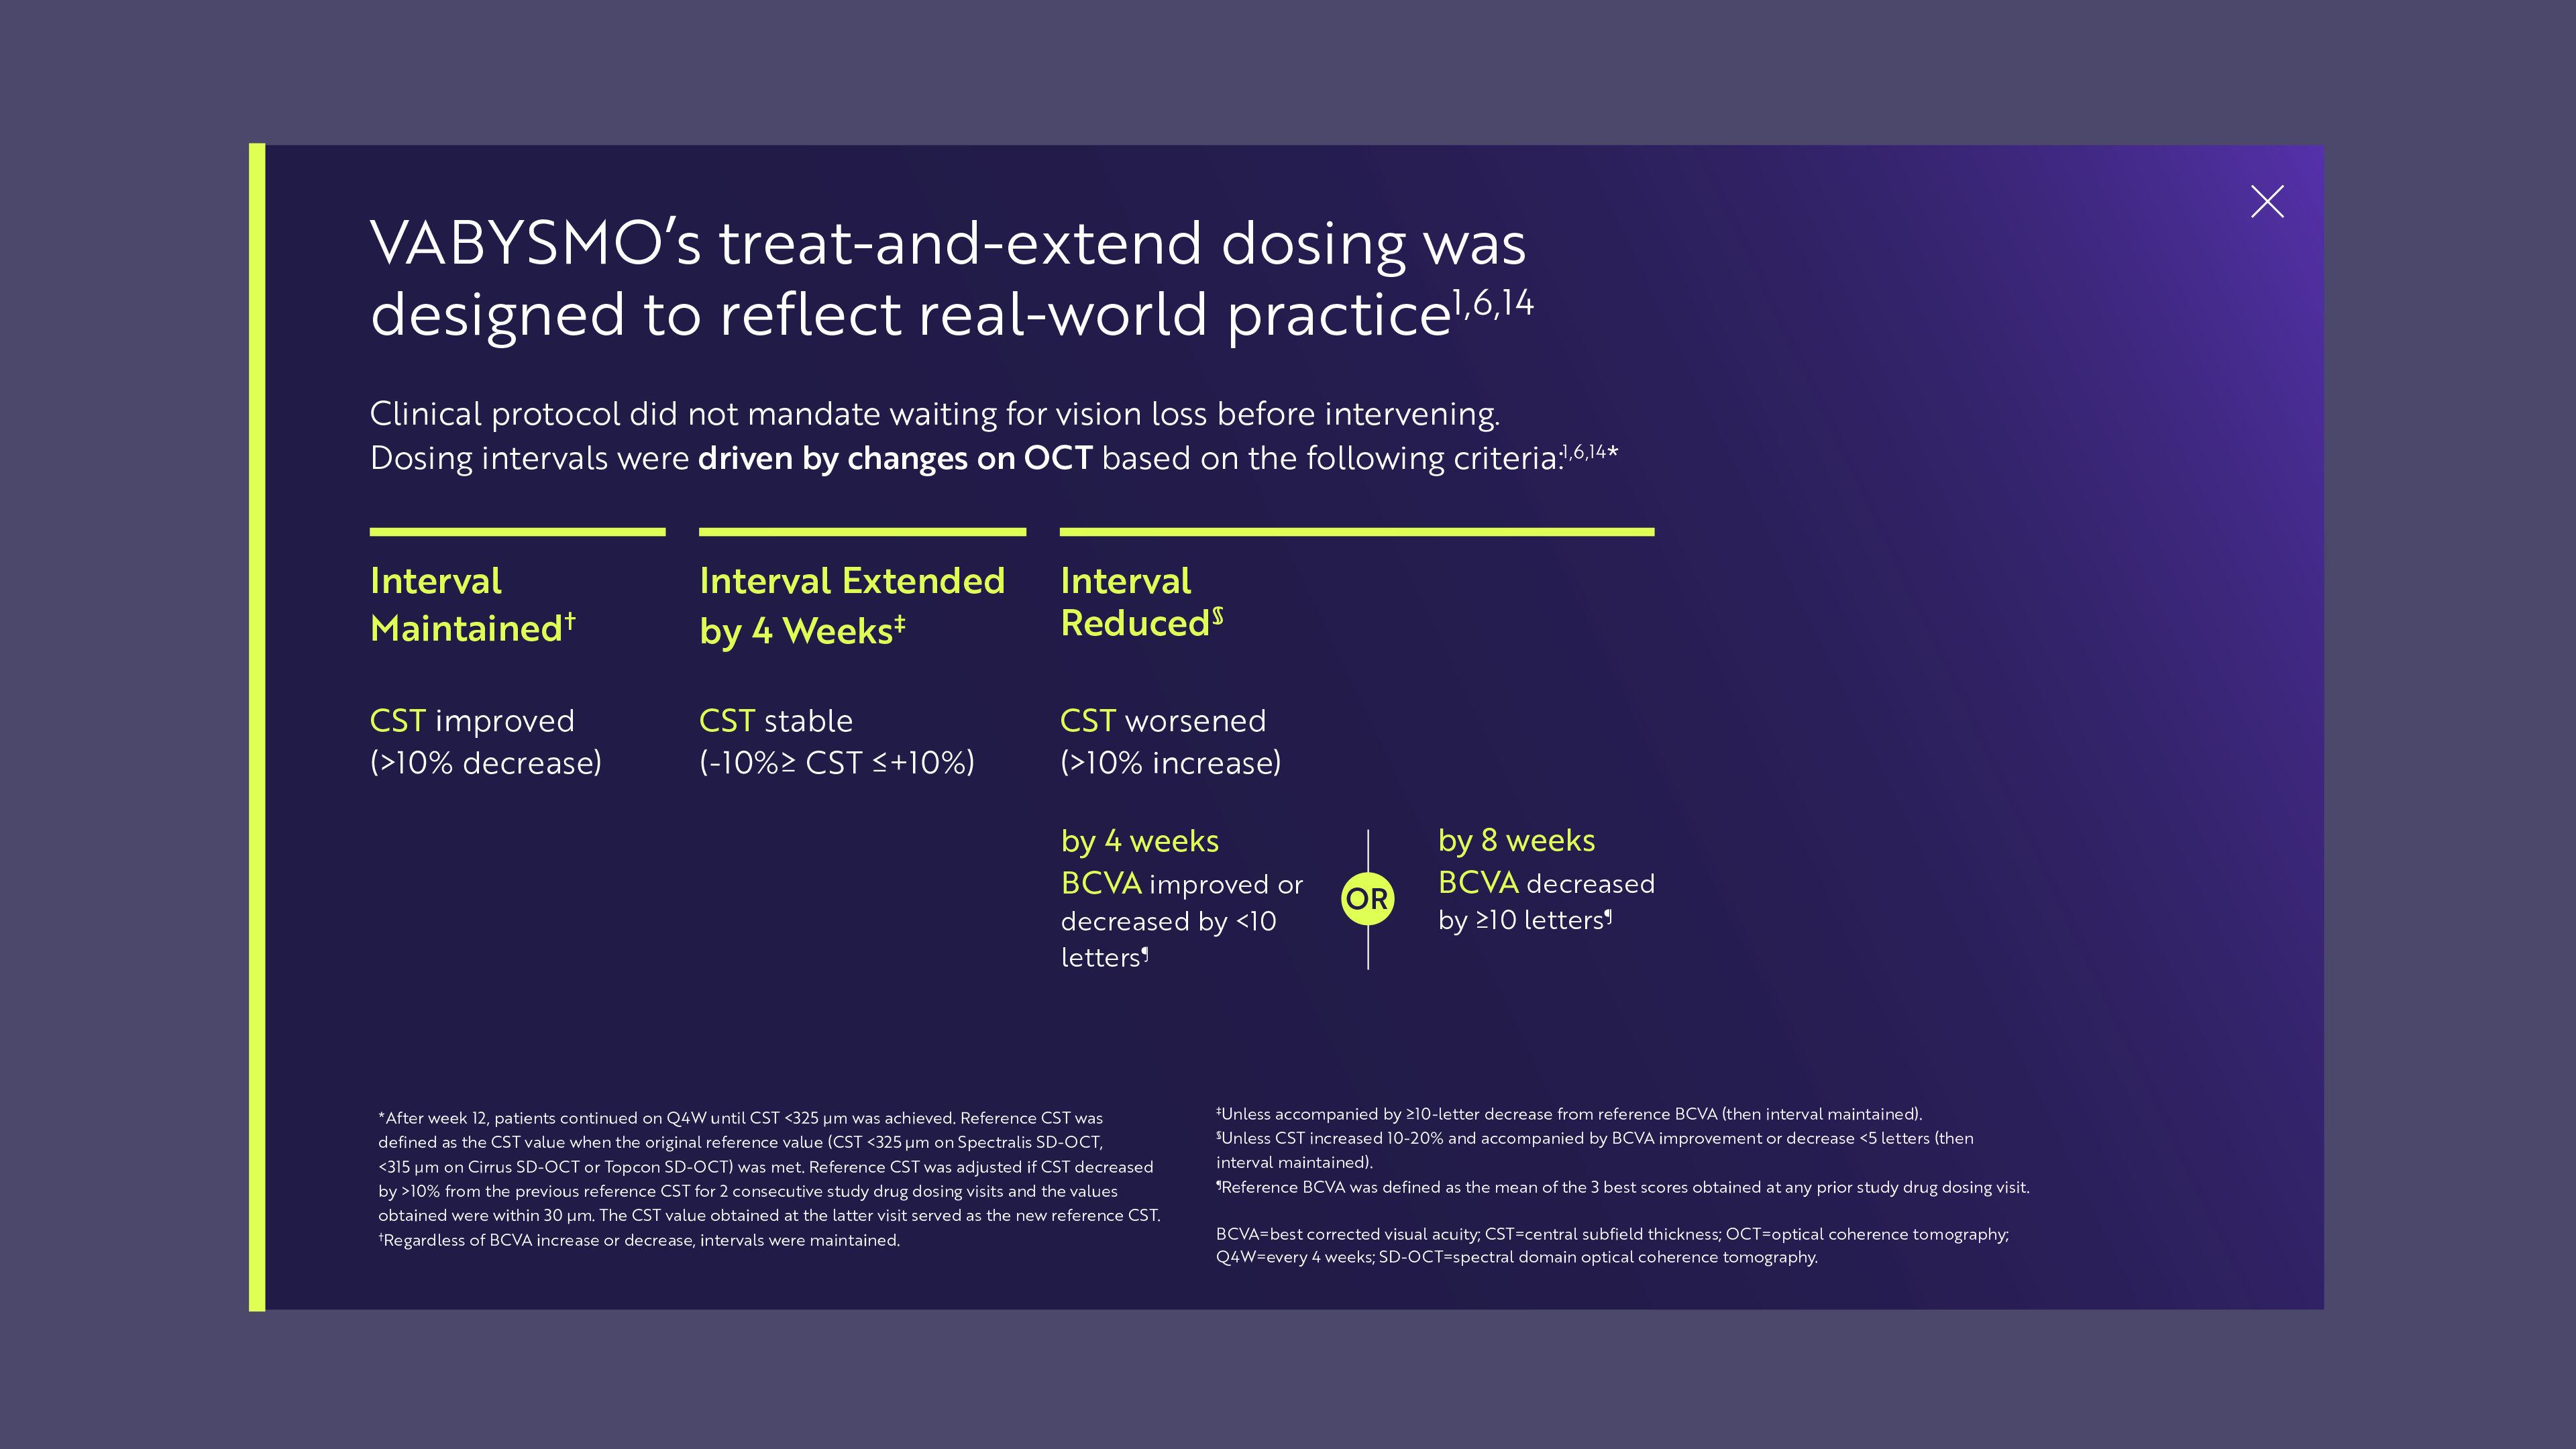 VABYSMO’s treat-and-extend dosing was
designed to reflect real-world practice1,6,14
Clinical protocol did not mandate waiting for vision loss before intervening.
Dosing intervals were driven by changes on OCT based on the following criteria:1,6,14*
Interval
Maintained†
CST improved
(>10% decrease)
Interval Extended
by 4 Weeks‡
CST stable
(-10%≥ CST ≤+10%)
Interval
Reduced§
CST worsened
(>10% increase)
by 4 weeks
BCVA improved or
decreased by <10
letters¶
OR
by 8 weeks
BCVA decreased
by ≥10 letters¶
*After week 12, patients continued on Q4W until CST <325 µm was achieved. Reference CST was
defined as the CST value when the original reference value (CST <325 µm on Spectralis SD-OCT,
<315 µm on Cirrus SD-OCT or Topcon SD-OCT) was met. Reference CST was adjusted if CST decreased
by >10% from the previous reference CST for 2 consecutive study drug dosing visits and the values
obtained were within 30 µm. The CST value obtained at the latter visit served as the new reference CST.
†Regardless of BCVA increase or decrease, intervals were maintained.
‡Unless accompanied by ≥10-letter decrease from reference BCVA (then interval maintained).
§Unless CST increased 10-20% and accompanied by BCVA improvement or decrease <5 letters (then
interval maintained).
¶Reference BCVA was defined as the mean of the 3 best scores obtained at any prior study drug dosing visit.
BCVA=best corrected visual acuity; CST=central subfield thickness; OCT=optical coherence tomography;
Q4W=every 4 weeks; SD-OCT=spectral domain optical coherence tomography.